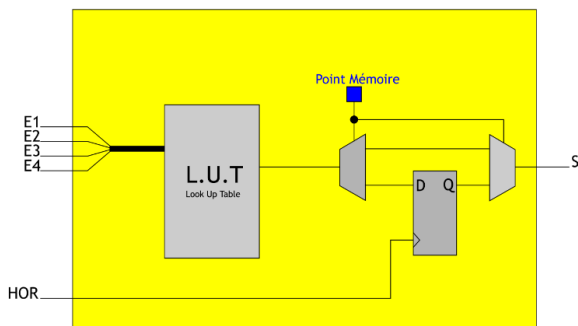 Point Mémoire
E1
E2
E3
E4
L.U.T
Look Up Table
D Q
S
HOR